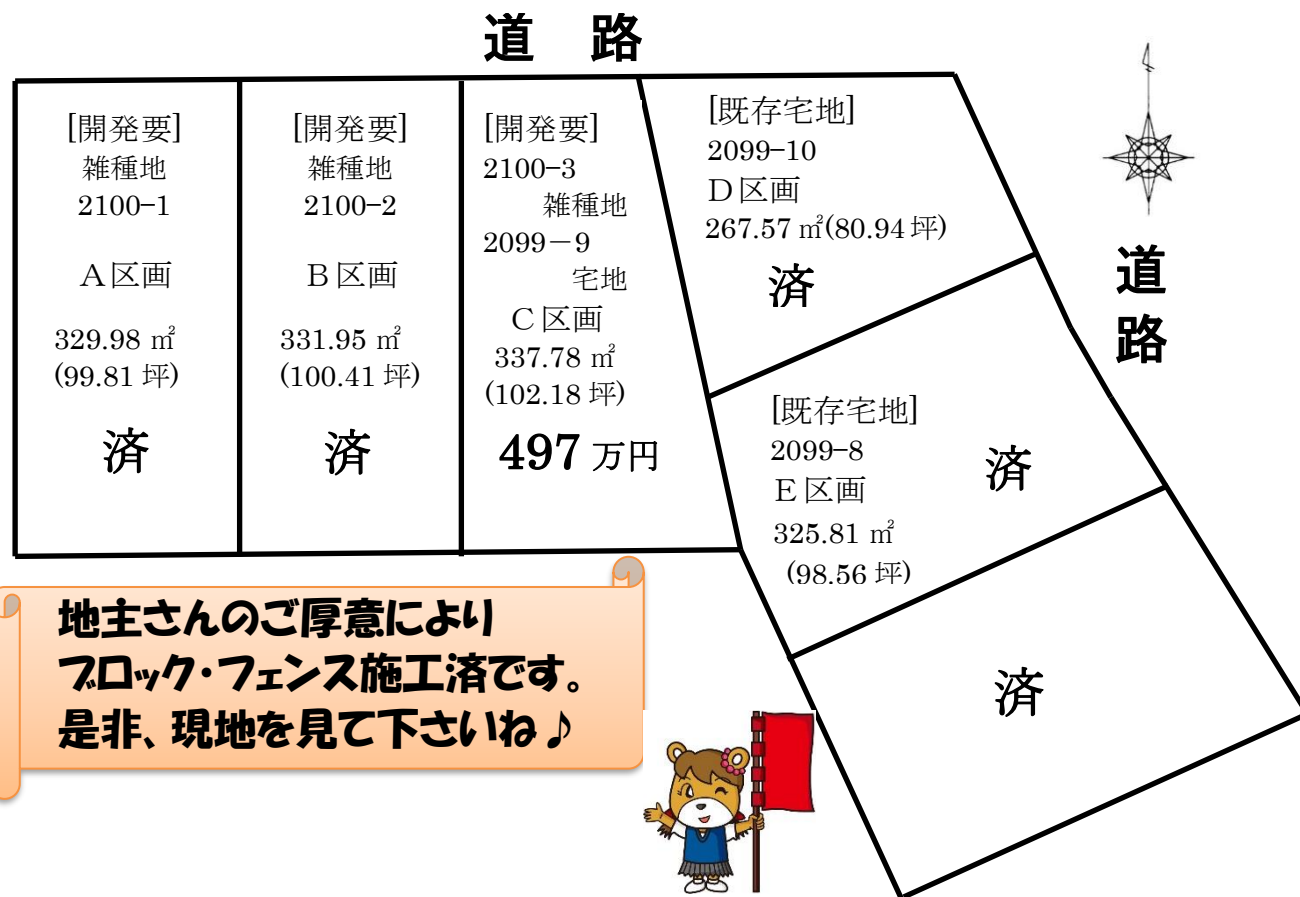 道 路
[開発要]
雑種地
2100-1
A区画
329.98 ㎡
(99.81 坪)
済
[開発要]
雑種地
2100-2
B区画
331.95 ㎡
(100.41 坪)
済
[開発要]
2100-3
雑種地
2099-9
宅地
C区画
337.78 ㎡
(102.18 坪)
497 万円
[既存宅地]
2099-10
D区画
267.57 ㎡(80.94 坪)
済
道
路
[既存宅地]
2099-8
E区画
325.81 ㎡
(98.56 坪)
済
済
地主さんのご厚意により
ブロック・フェンス施工済です。
是非、現地を見て下さいね♪